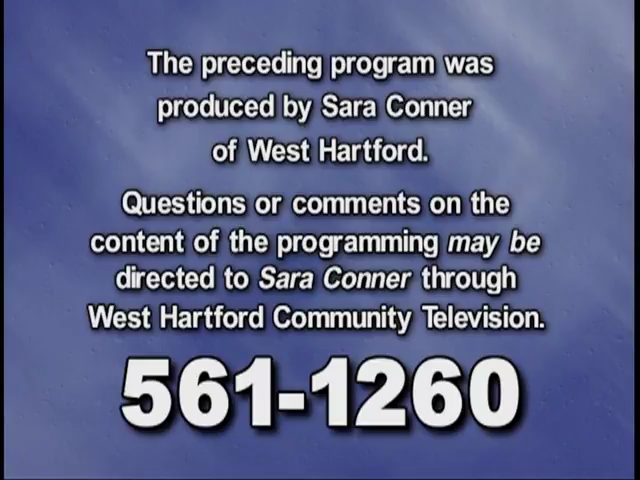 The preceding program was
produced by Sara Conner
of West Hartford.
Questions or comments on the
content of the programming may be
directed to Sara Conner through
West Hartford Community Television.
561-1260